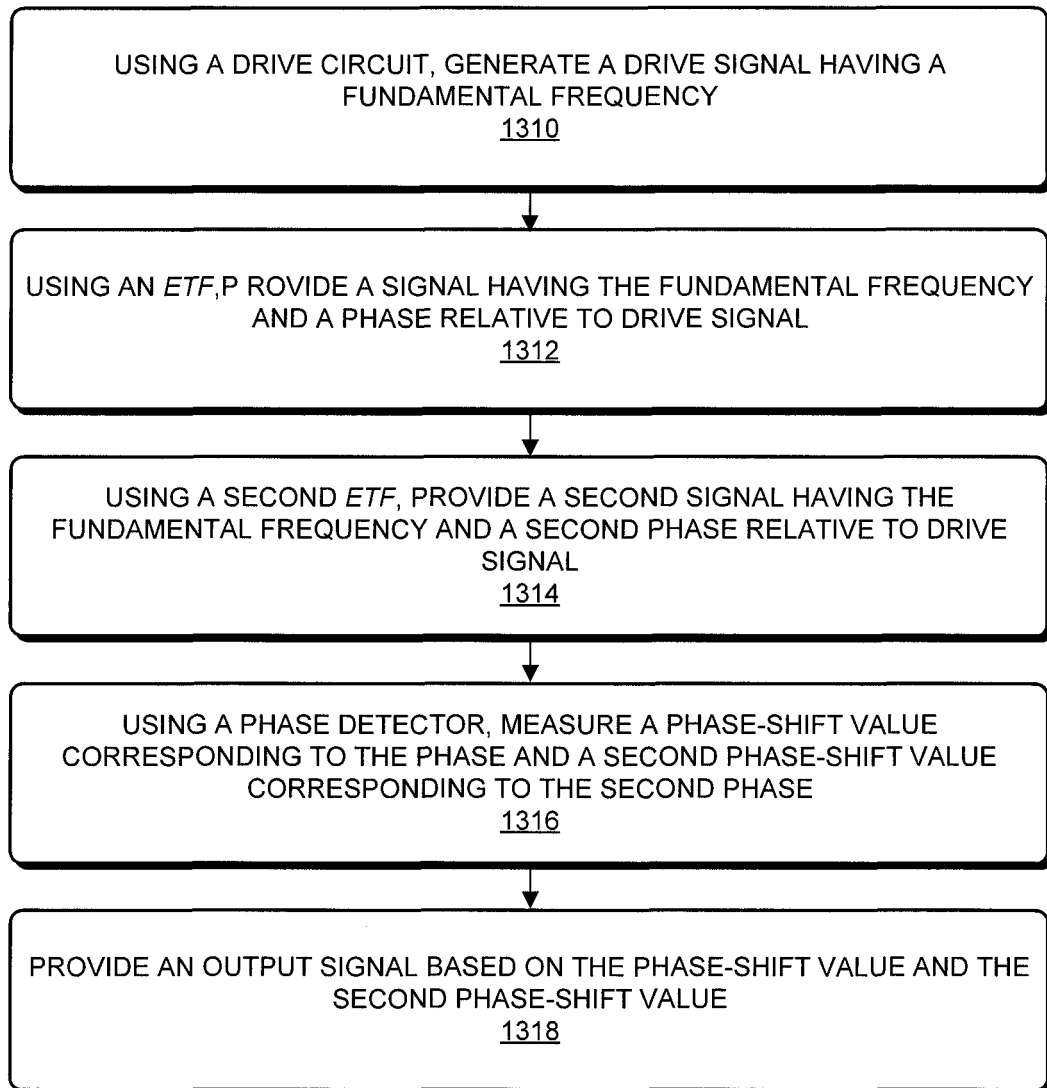 USING A DRIVE CIRCUIT, GENERATE A DRIVE SIGNAL HAVING A
FUNDAMENTAL FREQUENCY
1310
USING AN ETF,P ROVIDE A SIGNAL HAVING THE FUNDAMENTAL FREQUENCY
AND A PHASE RELATIVE TO DRIVE SIGNAL
1312
USING A SECOND ETF, PROVIDE A SECOND SIGNAL HAVING THE
FUNDAMENTAL FREQUENCY AND A SECOND PHASE RELATIVE TO DRIVE
SIGNAL
1314
USING A PHASE DETECTOR, MEASURE A PHASE-SHIFT VALUE
CORRESPONDING TO THE PHASE AND A SECOND PHASE-SHIFT VALUE
CORRESPONDING TO THE SECOND PHASE
1316
PROVIDE AN OUTPUT SIGNAL BASED ON THE PHASE-SHIFT VALUE AND THE
SECOND PHASE-SHIFT VALUE
1318